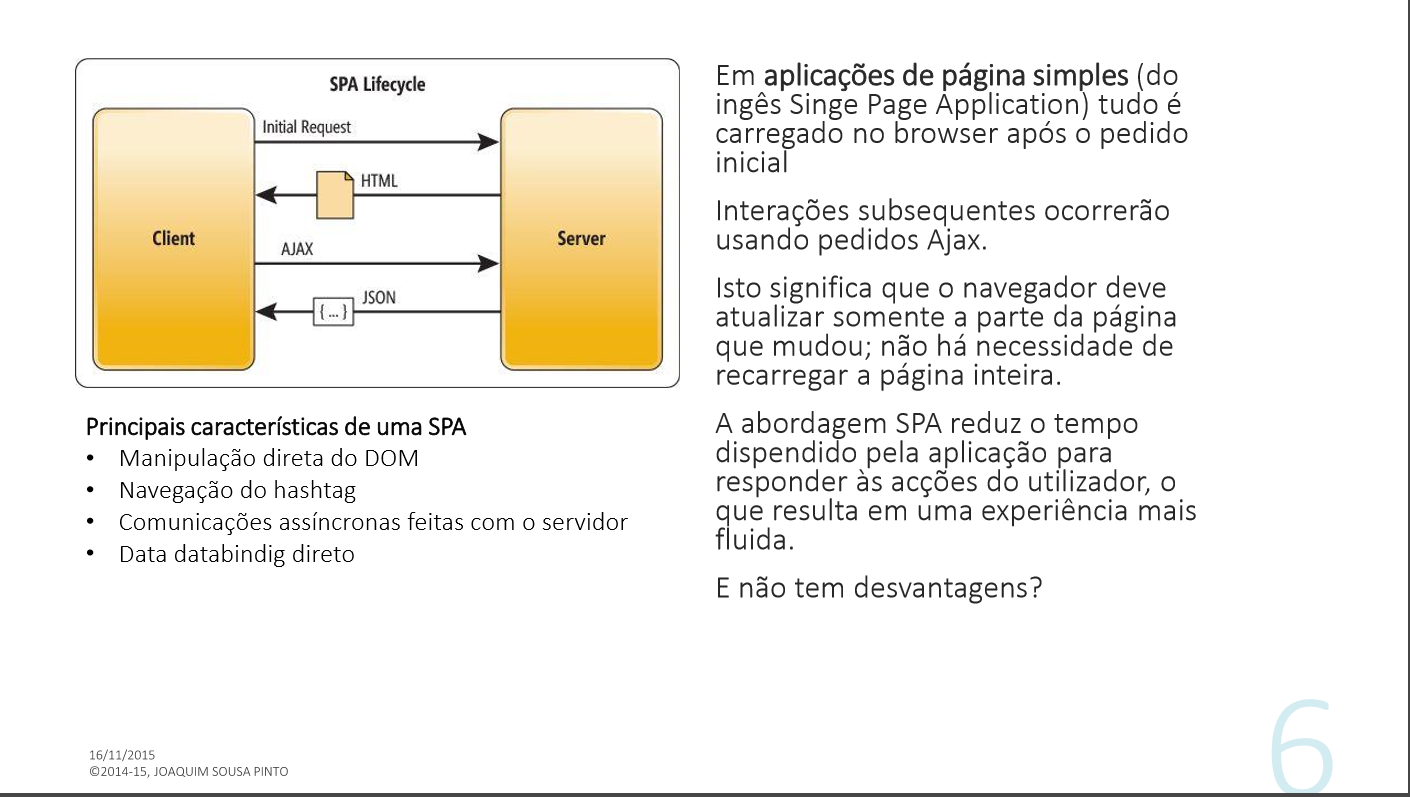 SPA Lifecycle
Initial Request
HTML
Client
Server
AJAX
JSON
{ ... }
Principais características de uma SPA
• Manipulação direta do DOM
• Navegação do hashtag
• Comunicações assíncronas feitas com o servidor
• Data databindig direto
Em aplicações de página simples (do
ingês Singe Page Application) tudo é
carregado no browser após o pedido
inicial
Interações subsequentes ocorrerão
usando pedidos Ajax.
Isto significa que o navegador deve
atualizar somente a parte da página
que mudou; não há necessidade de
recarregar a página inteira.
A abordagem SPA reduz o tempo
dispendido pela aplicação para
responder às acções do utilizador, o
que resulta em uma experiência mais
fluida.
E não tem desvantagens?
16/11/2015
©2014-15, JOAQUIM SOUSA PINTO
6